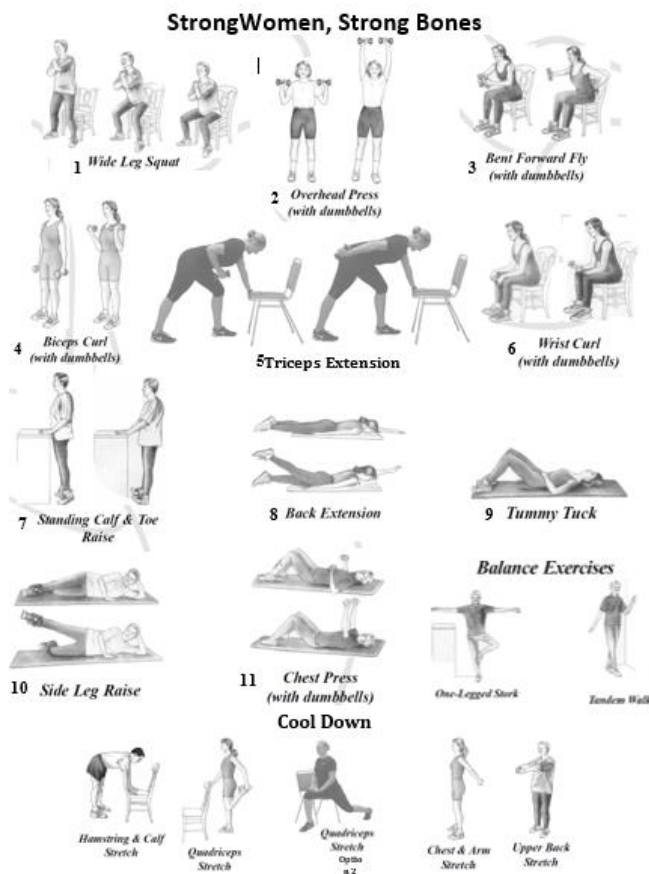 StrongWomen, Strong Bones
1 Wide Leg Squat
2 Overhead Press
(with dumbbells)
3 Bent Forward Fly
(with dumbbells)
4 Biceps Curl
(with dumbbells)
5 Triceps Extension
6 Wrist Curl
(with dumbbells)
7 Standing Calf & Toe
Raise
8 Back Extension
9 Tummy Tuck
10 Side Leg Raise
11 Chest Press
(with dumbbells)
Balance Exercises
One-Legged Stork
Tandem Walk
Cool Down
Hamstring & Calf
Stretch
Quadriceps
Stretch
Quadriceps
Stretch
Optio
n 2
Chest & Arm
Stretch
Upper Back
Stretch